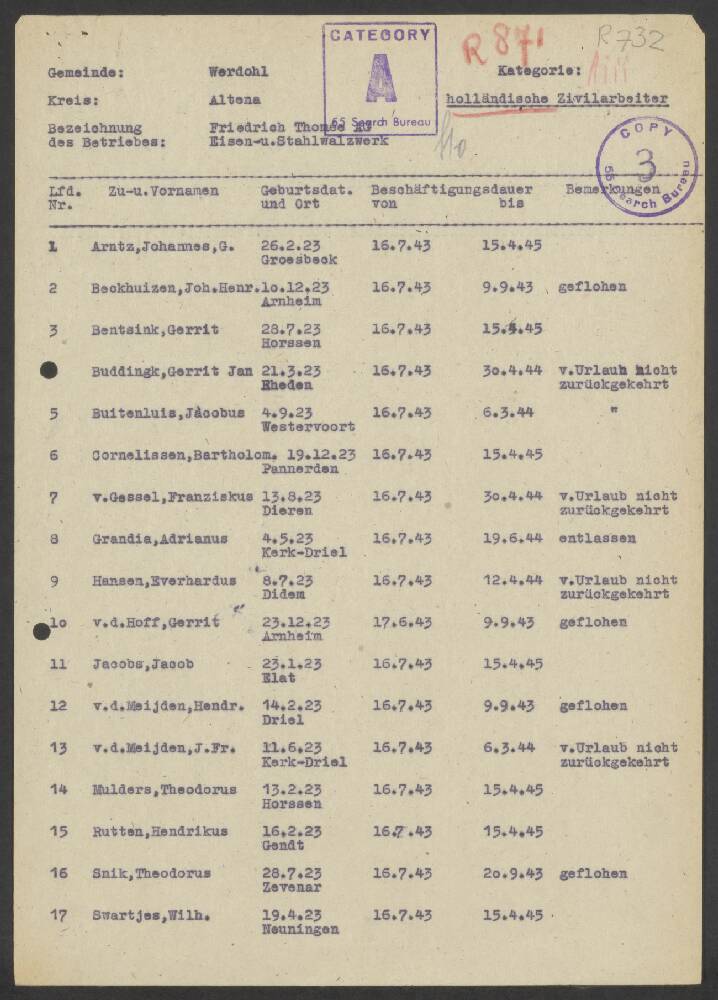 CATEGORY
A
65 Search Bureau
R 871
R 732
Gemeinde: Werdohl Kategorie:
Kreis: Altena holländische Zivilarbeiter
Bezeichnung Friedrich Thomée AG
des Betriebes: Eisen-u.Stahlwalzwerk
COPY
3
65 Search Bureau
Lfd. Zu-u.Vornamen Geburtsdat. Beschäftigungsdauer Bemerkungen
Nr. und Ort von bis
1 Arntz,Johannes,G. 26.2.23 16.7.43 15.4.45
Groesbeck
2 Beckhuizen,Joh.Henr.lo.12.23 16.7.43 9.9.43 geflohen
Arnheim
3 Bentsink,Gerrit 28.7.23 16.7.43 15.4.45
Horssen
Buddingk,Gerrit Jan 21.3.23 16.7.43 3o.4.44 v.Urlaub nicht
Rheden zurückgekehrt
5 Buitenluis,Jacobus 4.9.23 16.7.43 6.3.44 "
Westervoort
6 Cornelissen,Bartholom. 19.12.23 16.7.43 15.4.45
Pannerden
7 v.Gessel,Franziskus 13.8.23 16.7.43 3o.4.44 v.Urlaub nicht
Dieren zurückgekehrt
8 Grandia,Adrianus 4.5.23 16.7.43 19.6.44 entlassen
Kerk-Driel
9 Hansen,Everhardus 8.7.23 16.7.43 12.4.44 v.Urlaub nicht
Didem zurückgekehrt
lo v.d.Hoff,Gerrit 23.12.23 17.6.43 9.9.43 geflohen
Arnheim
11 Jacobs,Jacob 23.1.23 16.7.43 15.4.45
Elat
12 v.d.Meijden,Hendr. 14.2.23 16.7.43 9.9.43 geflohen
Driel
13 v.d.Meijden,J.Fr. 11.6.23 16.7.43 6.3.44 v.Urlaub nicht
Kerk-Driel zurückgekehrt
14 Mulders,Theodorus 13.2.23 16.7.43 15.4.45
Horssen
15 Rutten,Hendrikus 16.2.23 16.7.43 15.4.45
Gendt
16 Snik,Theodorus 28.7.23 16.7.43 2o.9.43 geflohen
Zevenar
17 Swartjes,Wilh. 19.4.23 16.7.43 15.4.45
Neuningen